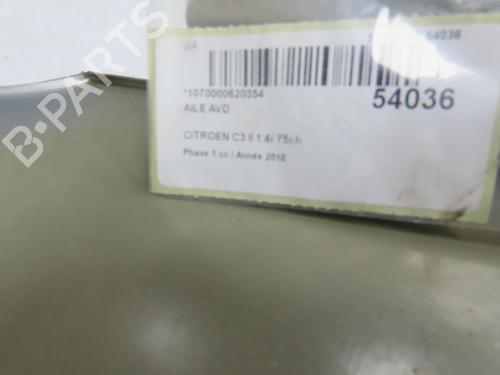 GA
54036
*1070000620354
54036
AILE AVD
CITROEN C3 II 1.4i 75ch
Phase 1 cc / Année 2010
B-PARTS